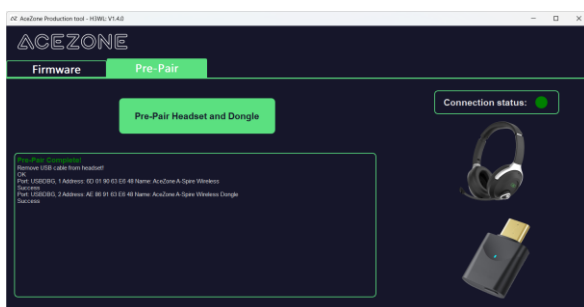 AceZone Production tool - H3WL: V1.4.0
ACEZONE
Firmware
Pre-Pair
Pre-Pair Headset and Dongle
Connection status:
Pre-Pair Complete!
Remove USB cable from headset!
OK
Port: USBDBG, 1 Address: 6D 01 90 63 E6 48 Name: AceZone A-Spire Wireless
Success
Port: USBDBG, 2 Address: AE 86 91 63 E6 48 Name: AceZone A-Spire Wireless Dongle
Success